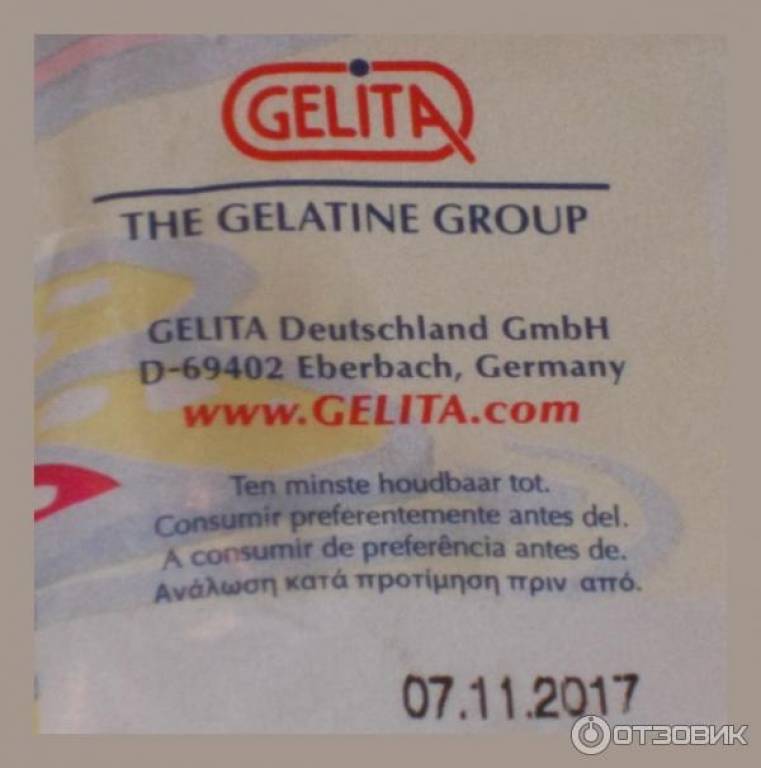 GELITA
THE GELATINE GROUP
GELITA Deutschland GmbH
D-69402 Eberbach, Germany
www.GELITA.com
Ten minste houdbaar tot.
Consumir preferentemente antes del.
A consumir de preferência antes de.
Ανάλωση κατά προτίμηση πριν από.
07.11.2017
ОТЗОВИК